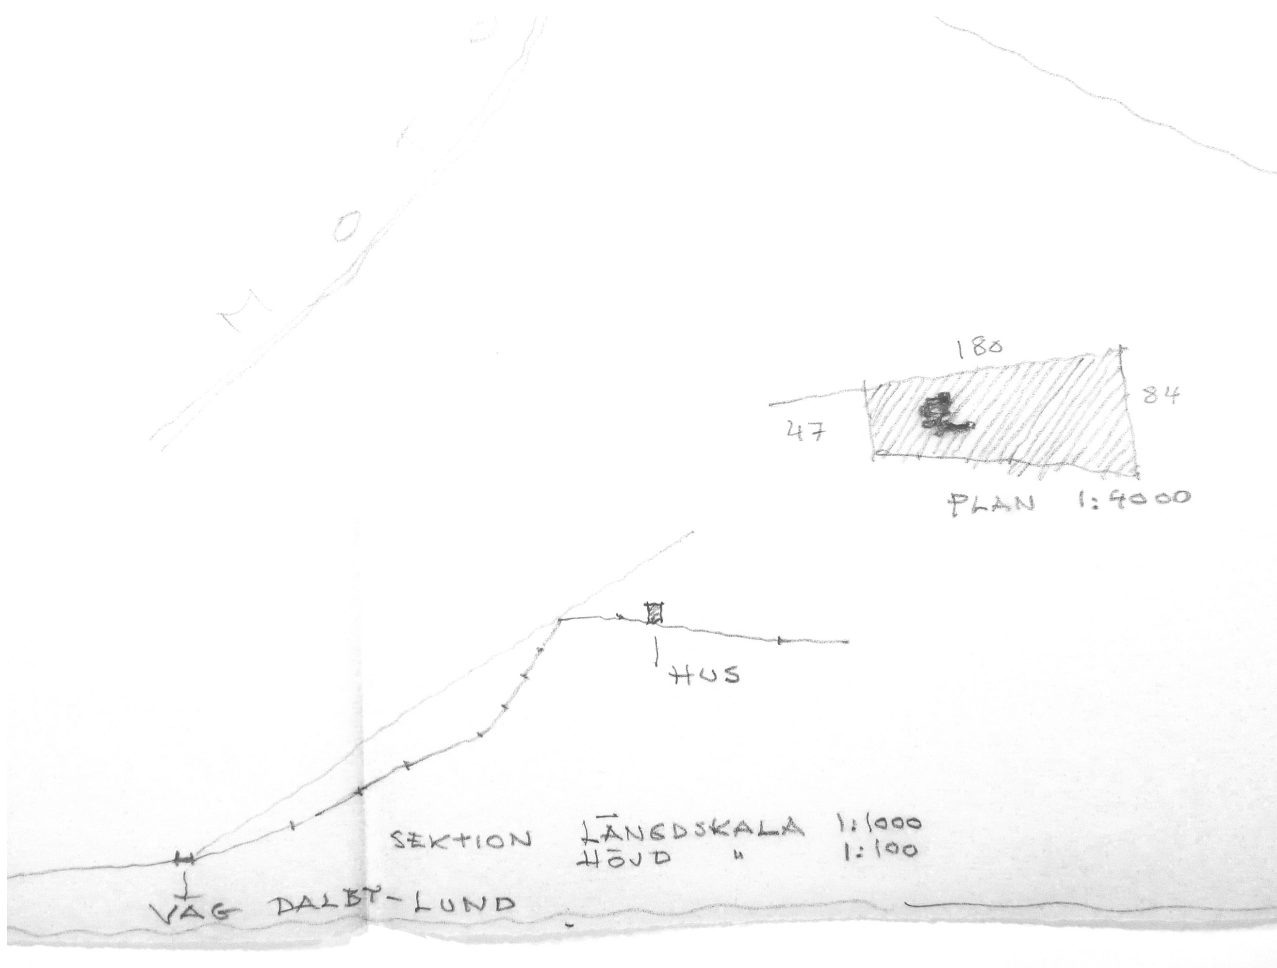 180
84
47
PLAN 1:4000
HUS
SEKTION LÄNGDSKALA 1:1000
HÖJD " 1:100
VÄG DALBY-LUND